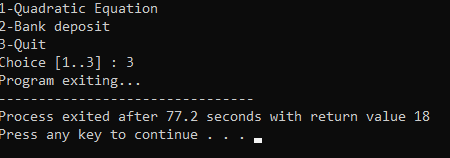 1-Quadratic Equation
2-Bank deposit
3-Quit
Choice [1..3] : 3
Program exiting...
--------------------------------
Process exited after 77.2 seconds with return value 18
Press any key to continue . . .